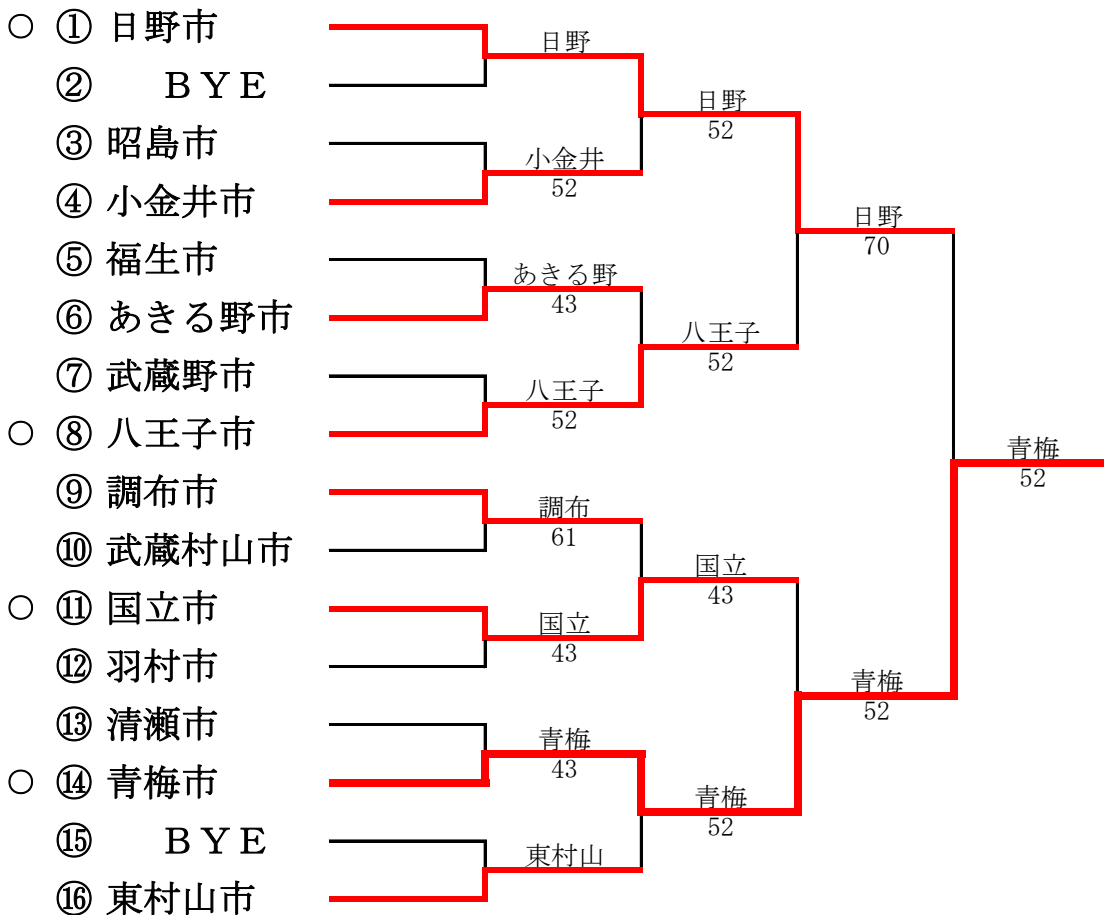 ○ ① 日野市
② ＢＹＥ
③ 昭島市
④ 小金井市
⑤ 福生市
⑥ あきる野市
⑦ 武蔵野市
○ ⑧ 八王子市
⑨ 調布市
⑩ 武蔵村山市
○ ⑪ 国立市
⑫ 羽村市
⑬ 清瀬市
○ ⑭ 青梅市
⑮ ＢＹＥ
⑯ 東村山市
日野
小金井
52
あきる野
43
八王子
52
調布
61
国立
43
青梅
43
東村山
日野
52
八王子
52
国立
43
青梅
52
日野
70
青梅
52
青梅
52